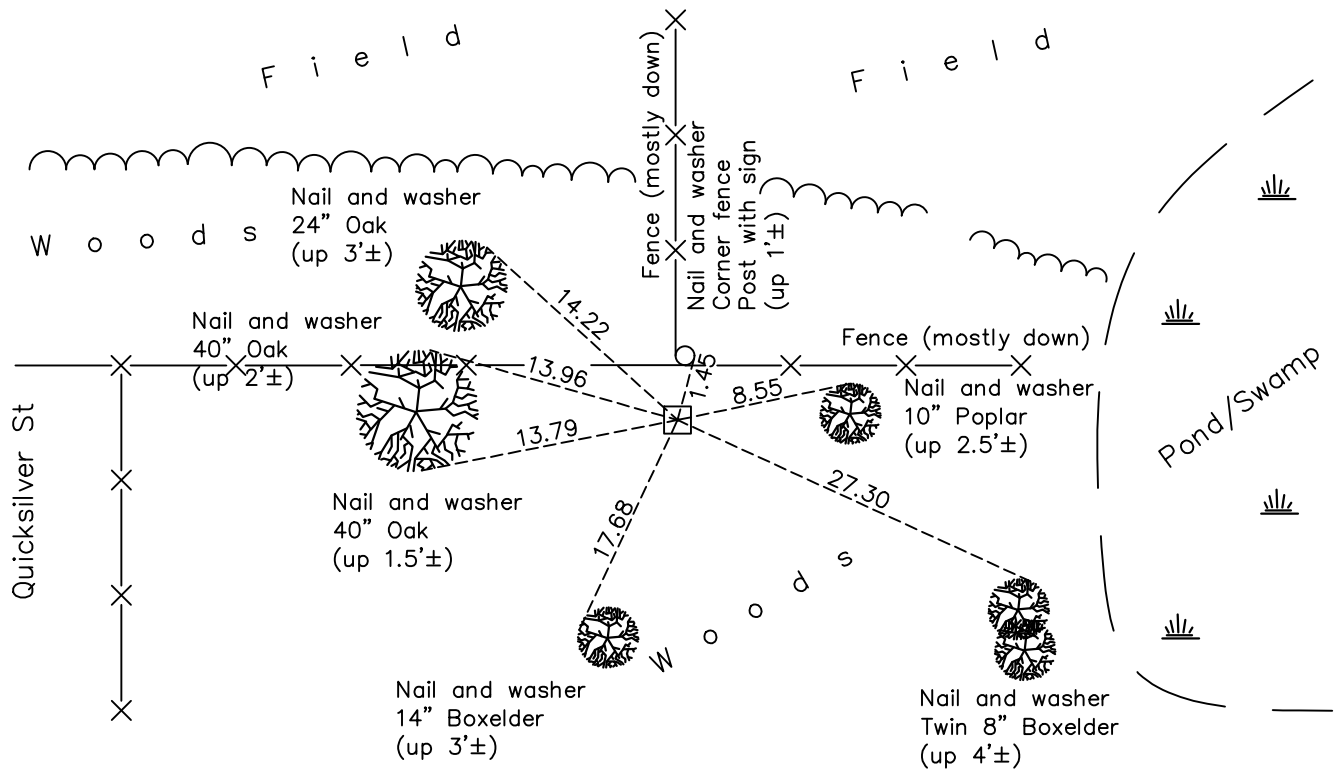 Field
Field
Woods
Nail and washer
24” Oak
(up 3’±)
Fence (mostly down)
Nail and washer
Corner fence
Post with sign
(up 1’±)
Nail and washer
40” Oak
(up 2’±)
14.22
13.96
1.45
8.55
Fence (mostly down)
Nail and washer
10” Poplar
(up 2.5’±)
Pond/Swamp
Quicksilver St
13.79
Nail and washer
40” Oak
(up 1.5’±)
17.68
27.30
Woods
Nail and washer
14” Boxelder
(up 3’±)
Nail and washer
Twin 8” Boxelder
(up 4’±)